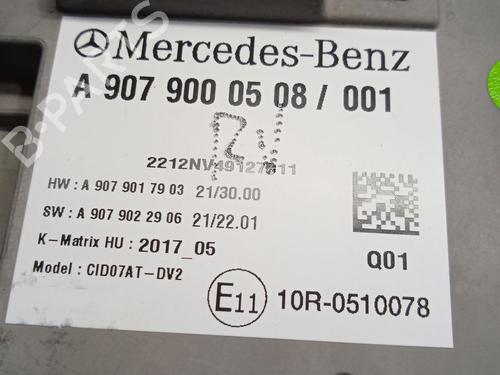 Mercedes-Benz
A 907 900 05 08 / 001
HW: A 907 901 79 03 21/30.00
SW: A 907 902 29 06 21/22.01
K-Matrix HU: 2017_05
Model: CID07AT-DV2
Q01
E11 10R-0510078
B-PARTS